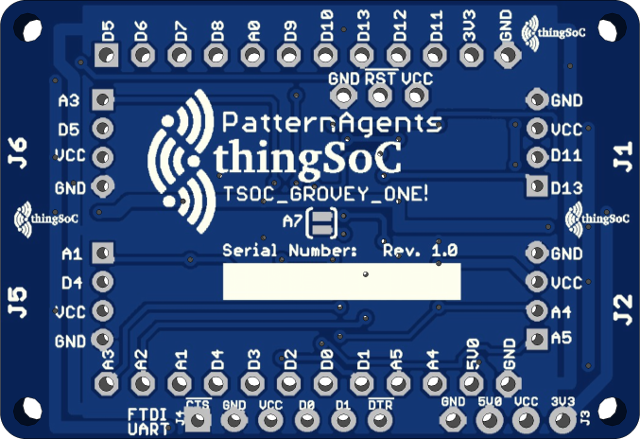 D5 D6 D7 D8 A0 D9 D10 D13 D12 D11 3V3 GND
thingSoC
GND RST VCC
A3
D5
VCC
GND
J6
PatternAgents
thingSoC
TSOC_GROVEY_ONE!
A7
GND
VCC
D11
D13
J1
thingSoC
thingSoC
Serial Number: Rev. 1.0
A1
D4
VCC
GND
J5
GND
VCC
A4
A5
J2
A3 A2 A1 D4 D3 D2 D0 D1 A5 A4 5V0 GND
FTDI
UART
J4
CTS GND VCC D0 D1 DTR
GND 5V0 VCC 3V3
J3